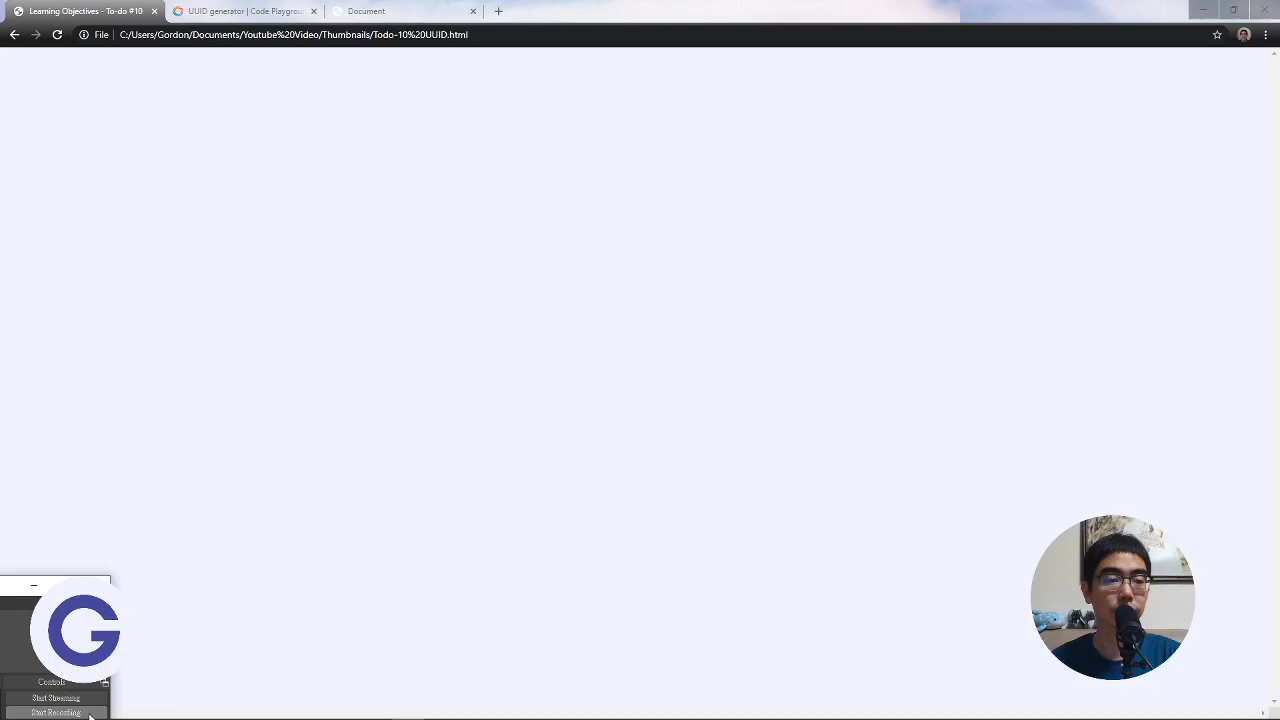 Learning Objectives - To-do #10
UUID generator | Code Playgrou
Document
File
C:/Users/Gordon/Documents/Youtube%20Video/Thumbnails/Todo-10%20UUID.html
G
Controls
Start Streaming
Start Recording